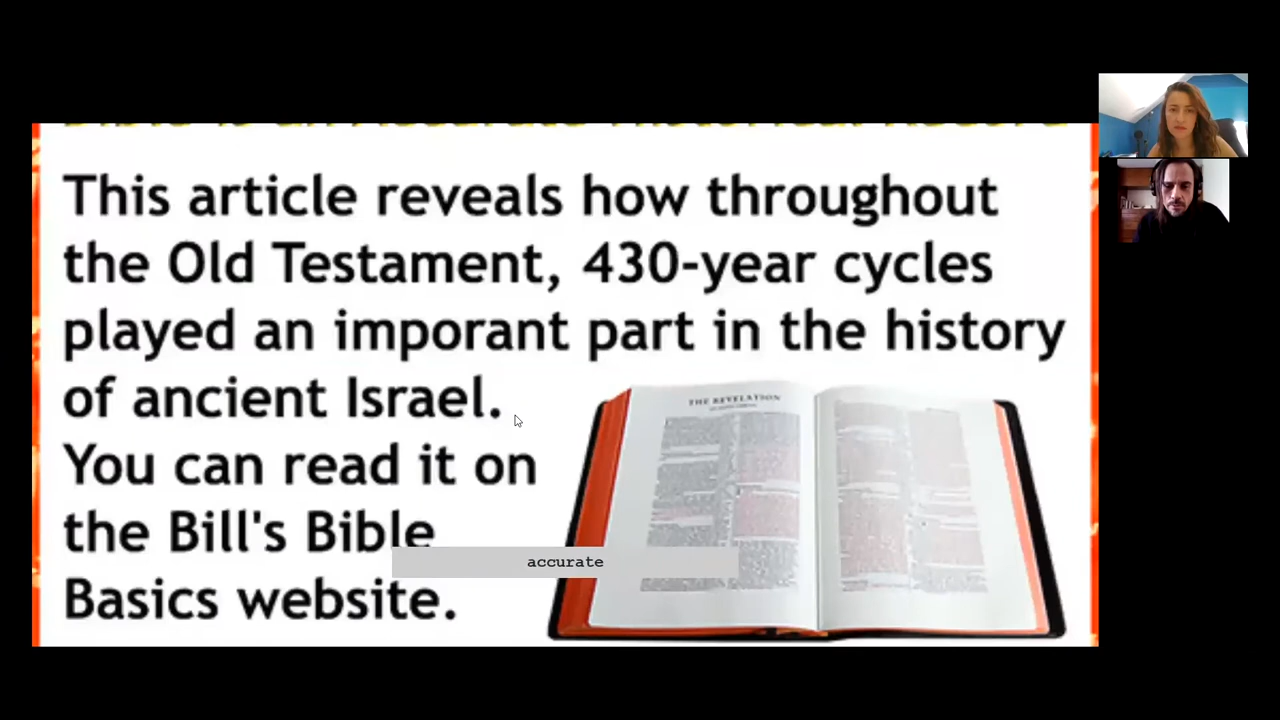 This article reveals how throughout
the Old Testament, 430-year cycles
played an imporant part in the history
of ancient Israel.
THE REVELATION
You can read it on
the Bill's Bible
accurate
Basics website.